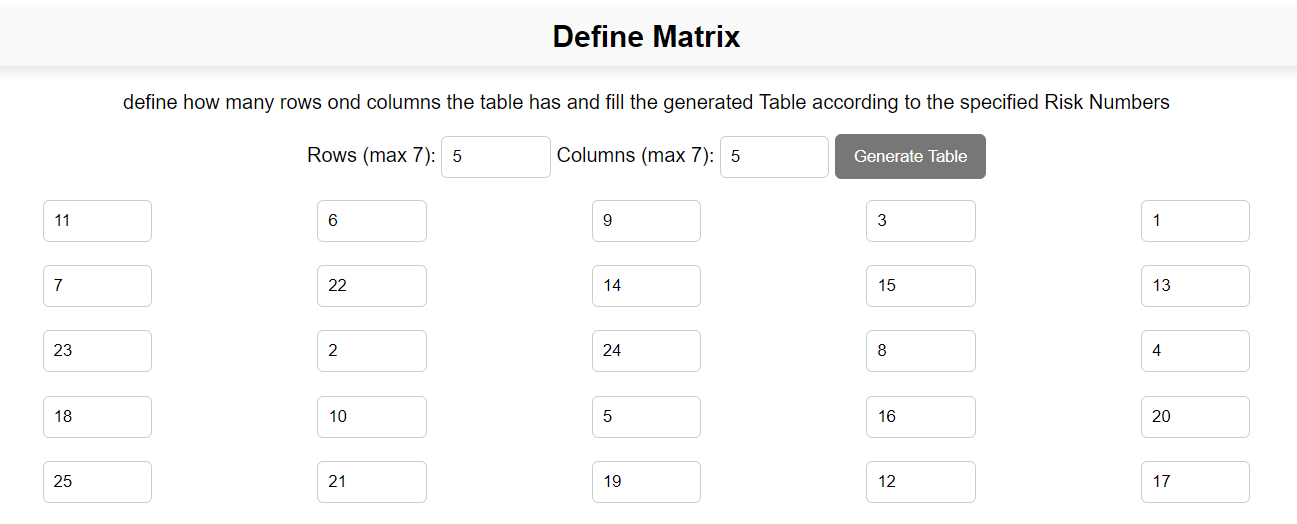 Define Matrix
define how many rows ond columns the table has and fill the generated Table according to the specified Risk Numbers
Rows (max 7): 5 Columns (max 7): 5 Generate Table
11 6 9 3 1
7 22 14 15 13
23 2 24 8 4
18 10 5 16 20
25 21 19 12 17